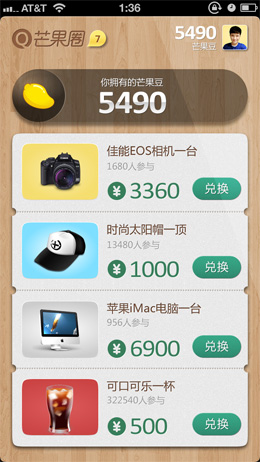 AT&T 1:36
芒果圈 7
5490
芒果豆
你拥有的芒果豆
5490
佳能EOS相机一台
1680人参与
¥ 3360 兑换
时尚太阳帽一顶
13480人参与
¥ 1000 兑换
苹果iMac电脑一台
956人参与
¥ 6900 兑换
可口可乐一杯
322540人参与
¥ 500 兑换